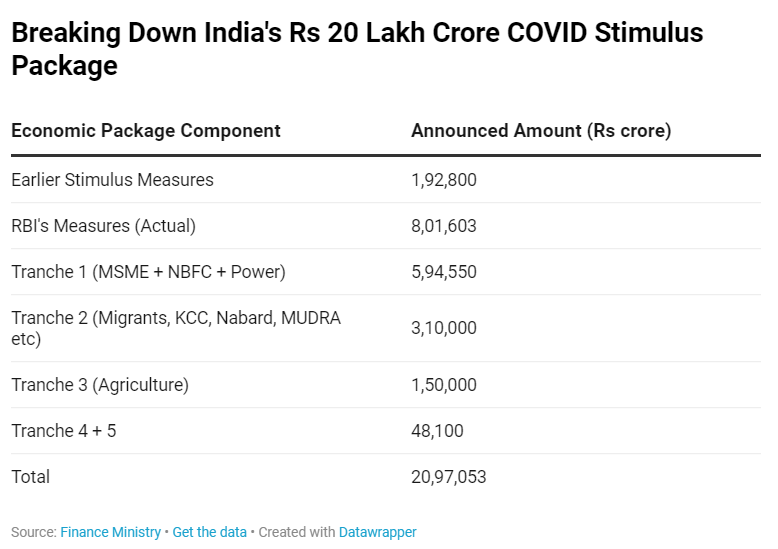 Breaking Down India's Rs 20 Lakh Crore COVID Stimulus
Package
Economic Package Component Announced Amount (Rs crore)
Earlier Stimulus Measures 1,92,800
RBI's Measures (Actual) 8,01,603
Tranche 1 (MSME + NBFC + Power) 5,94,550
Tranche 2 (Migrants, KCC, Nabard, MUDRA
etc) 3,10,000
Tranche 3 (Agriculture) 1,50,000
Tranche 4 + 5 48,100
Total 20,97,053
Source: Finance Ministry • Get the data • Created with Datawrapper